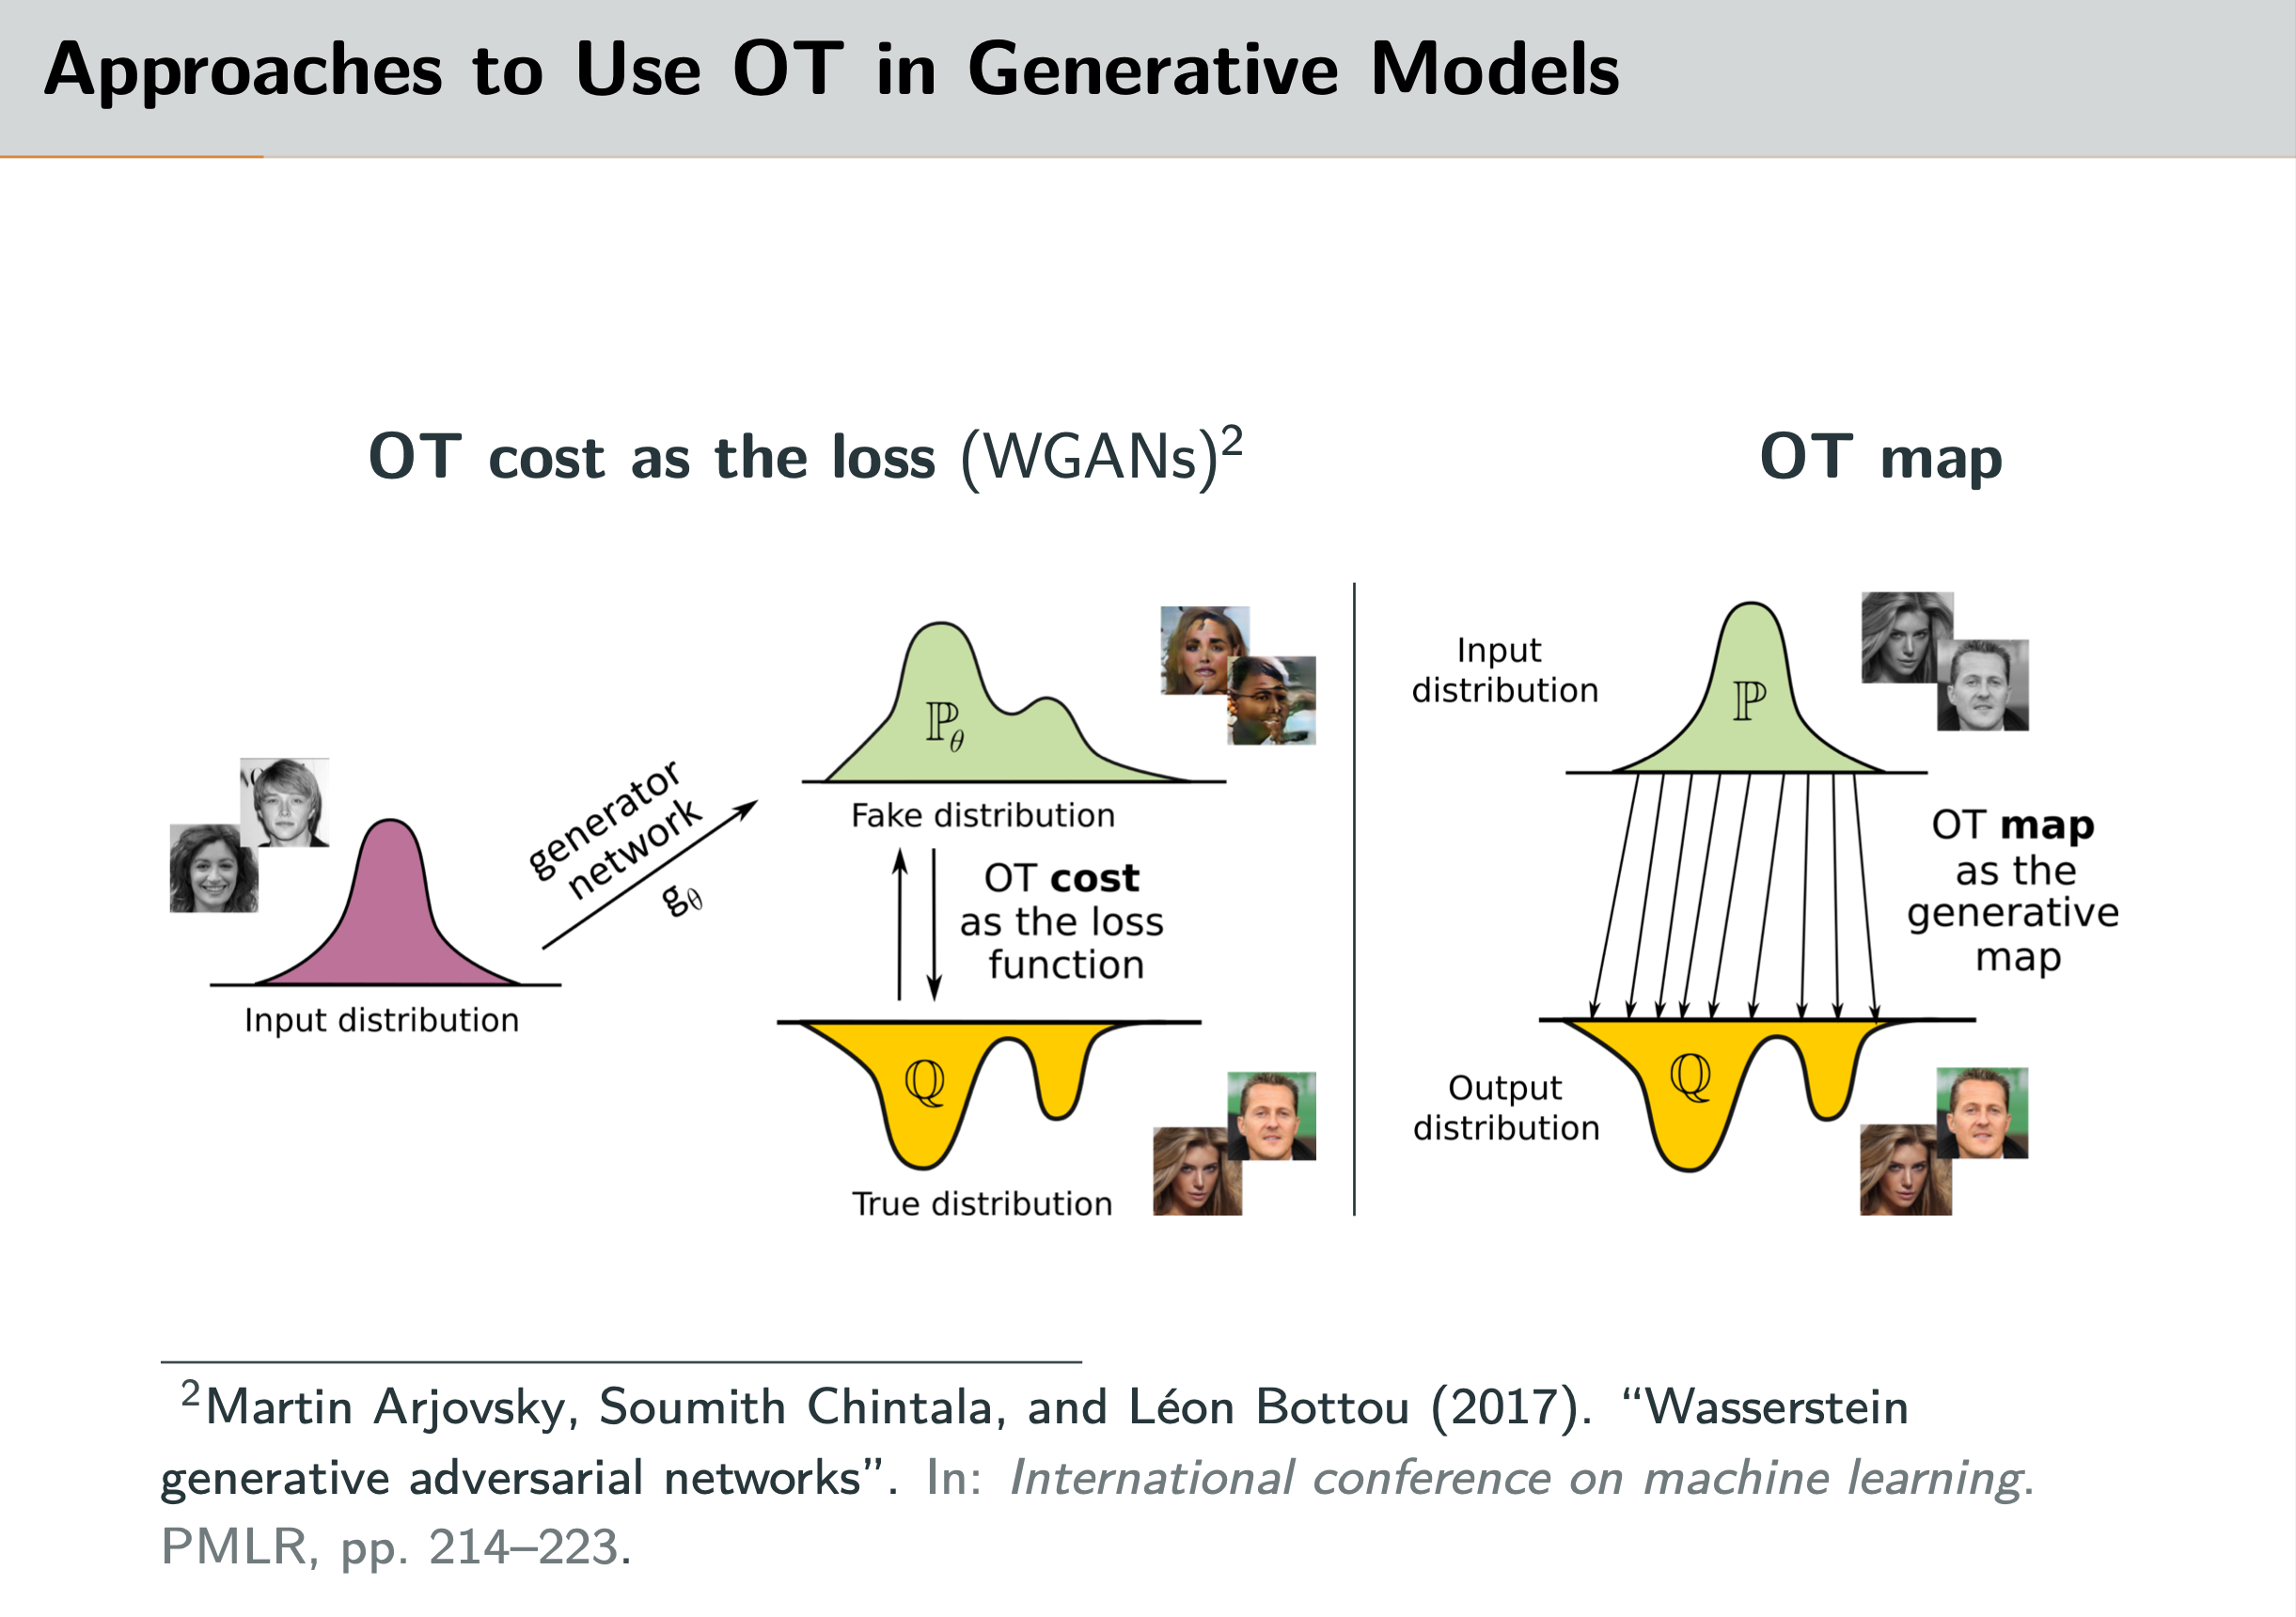 Approaches to Use OT in Generative Models
OT cost as the loss (WGANs)²
generator
network
gθ
Input distribution
ℙθ
Fake distribution
OT cost
as the loss
function
ℚ
True distribution
OT map
Input
distribution
ℙ
OT map
as the
generative
map
Output
distribution
ℚ
²Martin Arjovsky, Soumith Chintala, and Léon Bottou (2017). “Wasserstein
generative adversarial networks”. In: International conference on machine learning.
PMLR, pp. 214–223.